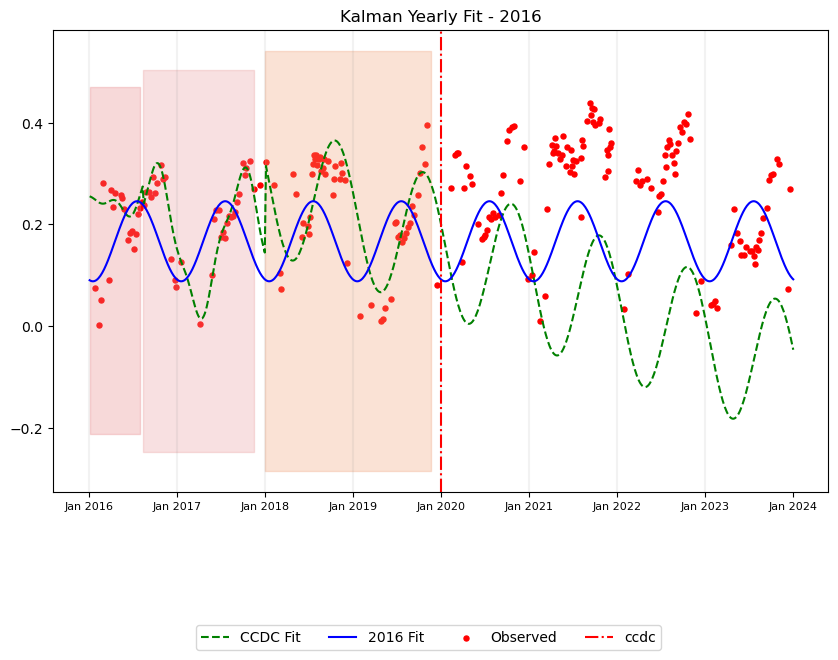 Kalman Yearly Fit - 2016
0.4
0.2
0.0
−0.2
Jan 2016 Jan 2017 Jan 2018 Jan 2019 Jan 2020 Jan 2021 Jan 2022 Jan 2023 Jan 2024
CCDC Fit 2016 Fit Observed ccdc